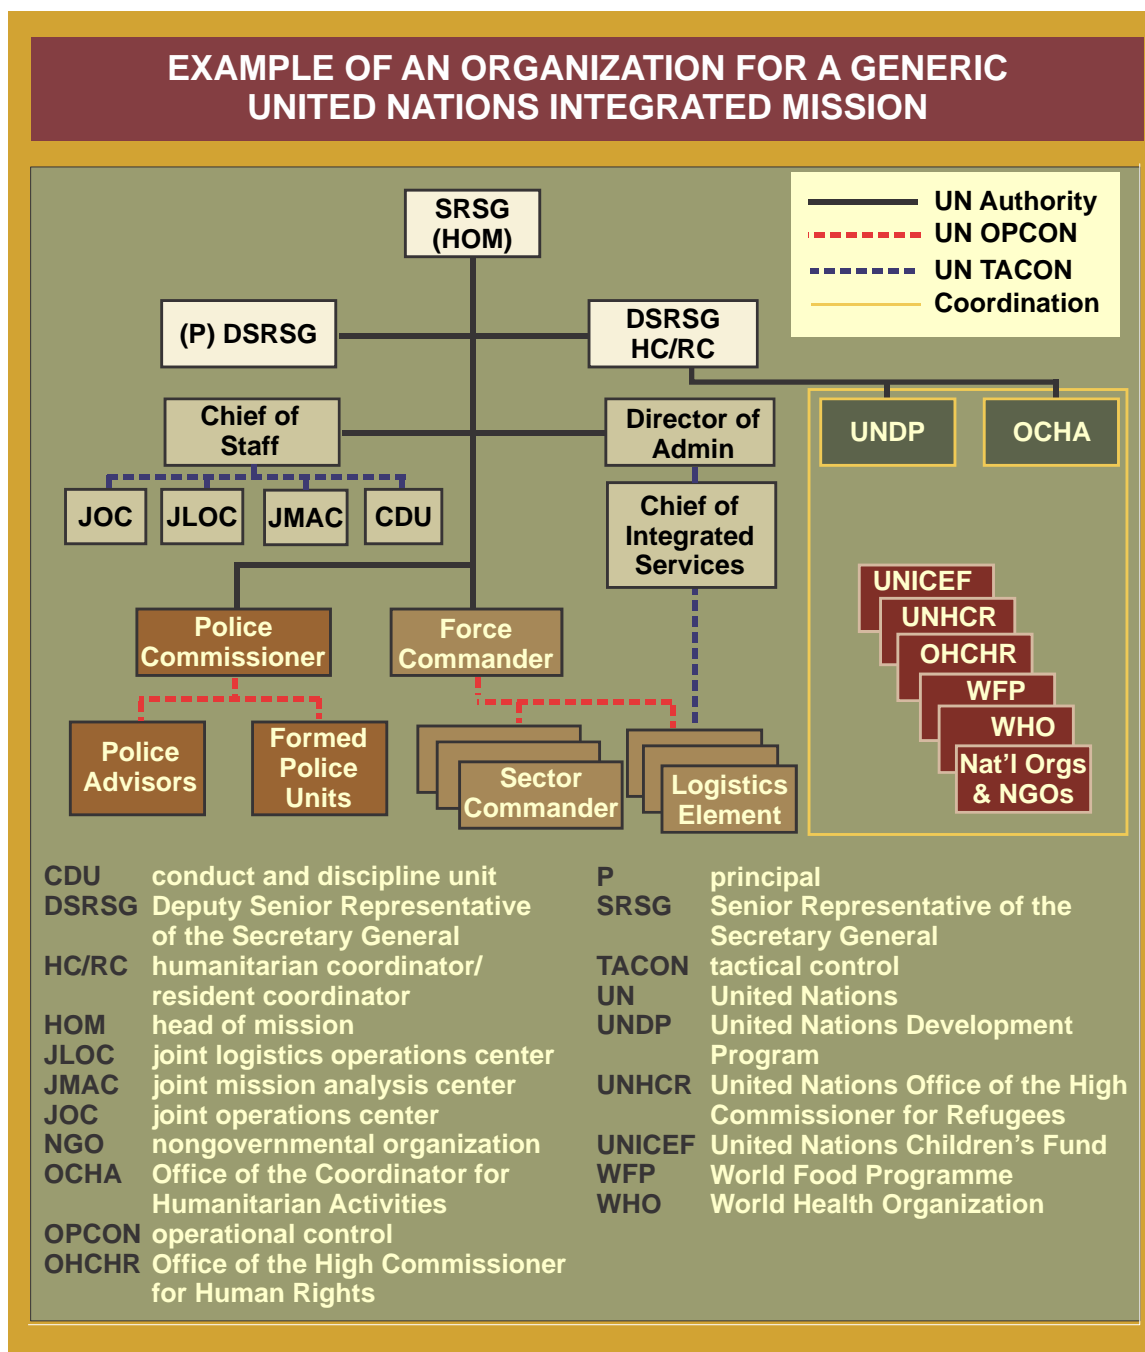 EXAMPLE OF AN ORGANIZATION FOR A GENERIC
UNITED NATIONS INTEGRATED MISSION
SRSG
(HOM)
UN Authority
UN OPCON
UN TACON
Coordination
(P) DSRSG
DSRSG
HC/RC
Chief of
Staff
Director of
Admin
UNDP
OCHA
JOC
JLOC
JMAC
CDU
Chief of
Integrated
Services
UNICEF
UNHCR
OHCHR
WFP
WHO
Nat'l Orgs
& NGOs
Police
Commissioner
Force
Commander
Police
Advisors
Formed
Police
Units
Sector
Commander
Logistics
Element
CDU conduct and discipline unit
DSRSG Deputy Senior Representative
of the Secretary General
HC/RC humanitarian coordinator/
resident coordinator
HOM head of mission
JLOC joint logistics operations center
JMAC joint mission analysis center
JOC joint operations center
NGO nongovernmental organization
OCHA Office of the Coordinator for
Humanitarian Activities
OPCON operational control
OHCHR Office of the High Commissioner
for Human Rights
P principal
SRSG Senior Representative of the
Secretary General
TACON tactical control
UN United Nations
UNDP United Nations Development
Program
UNHCR United Nations Office of the High
Commissioner for Refugees
UNICEF United Nations Children's Fund
WFP World Food Programme
WHO World Health Organization